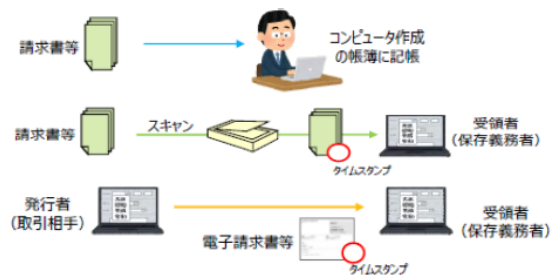 請求書等
コンピュータ作成
の帳簿に記帳
請求書等
スキャン
タイムスタンプ
受領者
(保存義務者)
発行者
(取引相手)
電子請求書等
タイムスタンプ
受領者
(保存義務者)